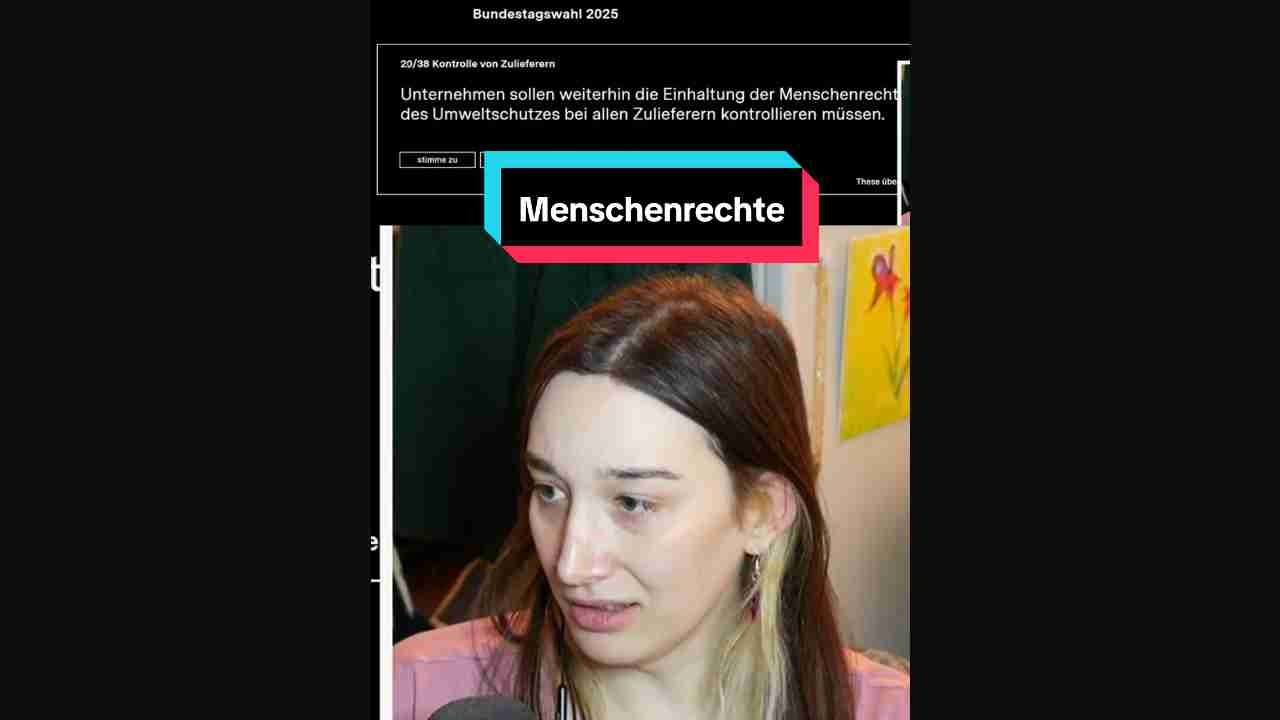 Bundestagswahl 2025
20/38 Kontrolle von Zulieferern
Unternehmen sollen weiterhin die Einhaltung der Menschenrecht
des Umweltschutzes bei allen Zulieferern kontrollieren müssen.
stimme zu
These übe
Menschenrechte
t
e